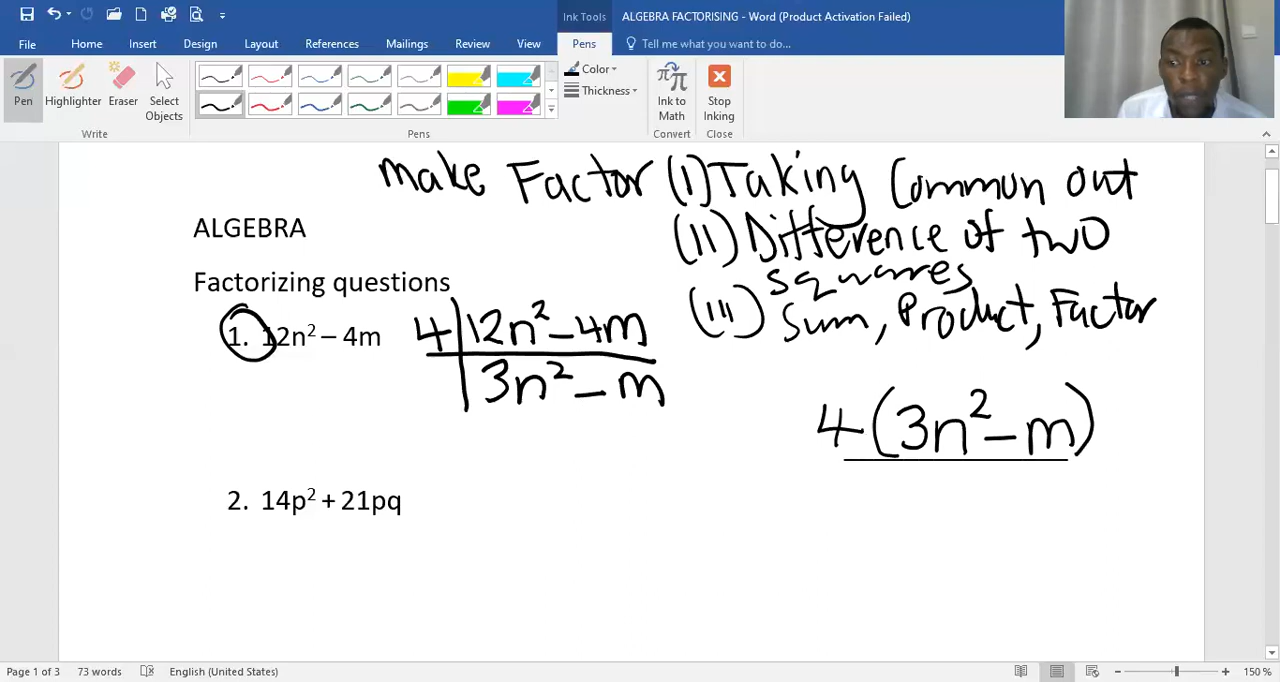 Ink Tools
ALGEBRA FACTORISING - Word (Product Activation Failed)
File Home Insert Design Layout References Mailings Review View Pens Tell me what you want to do...
Pen Highlighter Eraser Select Objects
Color
Thickness
Ink to Math
Stop Inking
Write Pens Convert Close
make Factor (i) Taking Common out
(ii) Difference of two
squares
(iii) Sum, Product, Factor
ALGEBRA
Factorizing questions
1. 12n² – 4m
4 | 12n² – 4m
3n² – m
4(3n² – m)
2. 14p² + 21pq
Page 1 of 3 73 words English (United States) 150 %